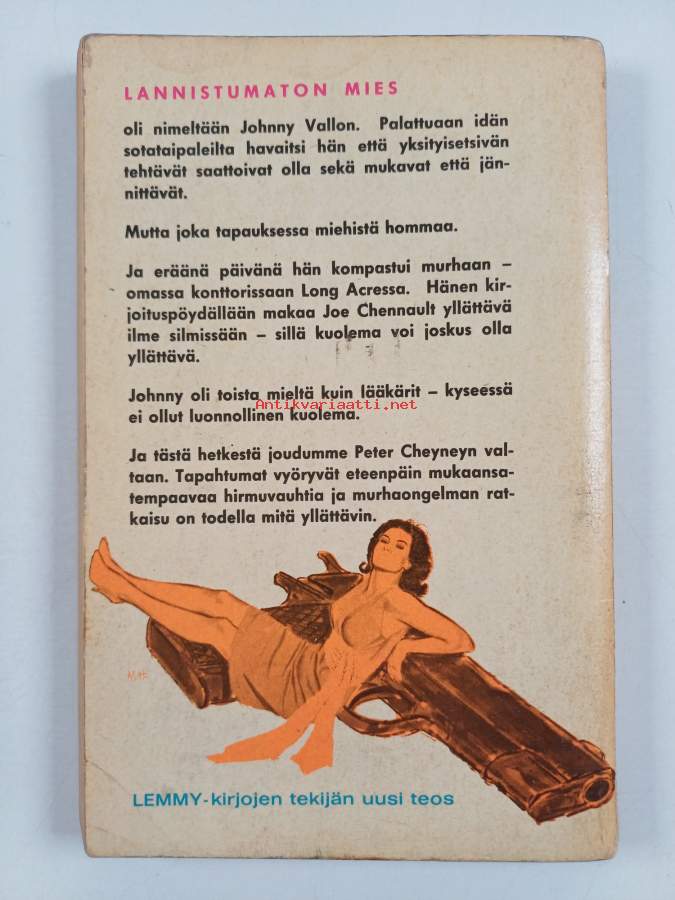 LANNISTUMATON MIES
oli nimeltään Johnny Vallon. Palattuaan idän
sotataipaleilta havaitsi hän että yksityisetsivän
tehtävät saattoivat olla sekä mukavat että jän-
nittävät.
Mutta joka tapauksessa miehistä hommaa.
Ja eräänä päivänä hän kompastui murhaan –
omassa konttorissaan Long Acressa. Hänen kir-
joituspöydällään makaa Joe Chennault yllättävä
ilme silmissään – sillä kuolema voi joskus olla
yllättävä.
Johnny oli toista mieltä kuin lääkärit – kyseessä
Antikvariaatti.net
ei ollut luonnollinen kuolema.
Ja tästä hetkestä joudumme Peter Cheyneyn val-
taan. Tapahtumat vyöryvät eteenpäin mukaansa-
tempaavaa hirmuvauhtia ja murhaongelman rat-
kaisu on todella mitä yllättävin.
LEMMY-kirjojen tekijän uusi teos